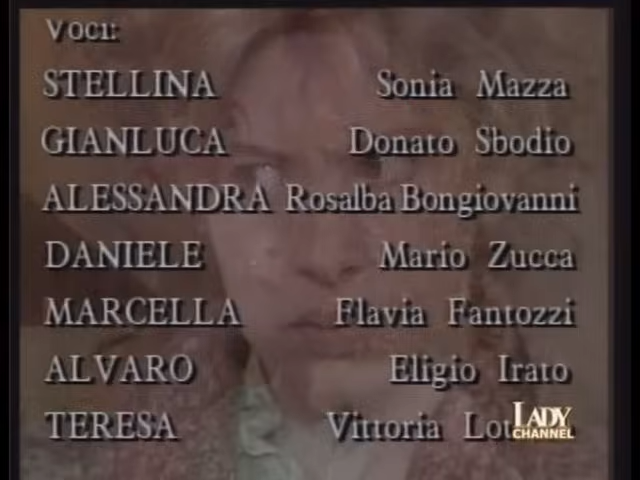 VOCI:
STELLINA Sonia Mazza
GIANLUCA Donato Sbodio
ALESSANDRA Rosalba Bongiovanni
DANIELE Mario Zucca
MARCELLA Flavia Fantozzi
ALVARO Eligio Irato
TERESA Vittoria
LADY
CHANNEL